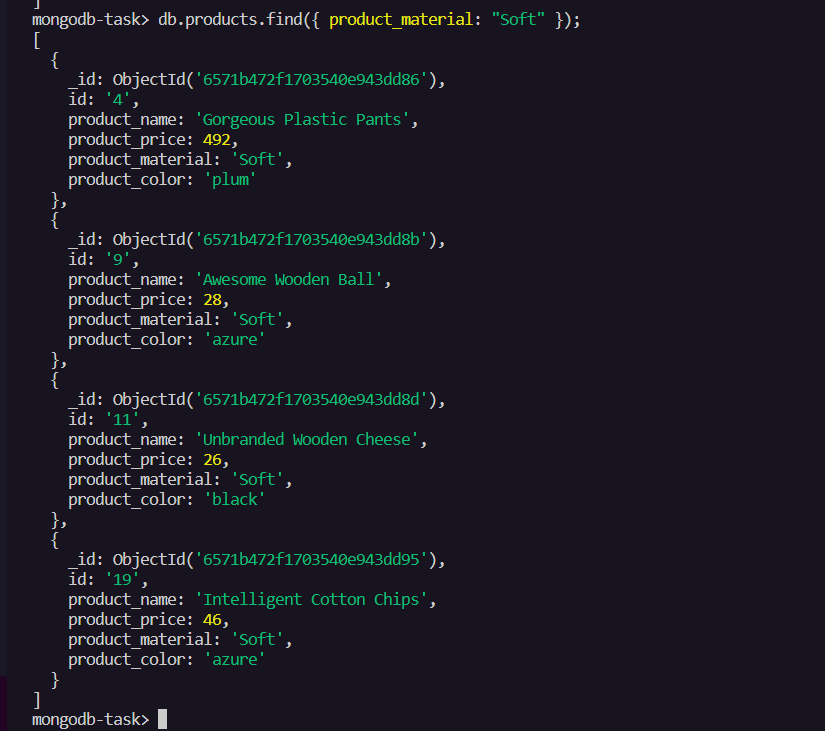 ]
mongodb-task> db.products.find({ product_material: "Soft" });
[
  {
    _id: ObjectId('6571b472f1703540e943dd86'),
    id: '4',
    product_name: 'Gorgeous Plastic Pants',
    product_price: 492,
    product_material: 'Soft',
    product_color: 'plum'
  },
  {
    _id: ObjectId('6571b472f1703540e943dd8b'),
    id: '9',
    product_name: 'Awesome Wooden Ball',
    product_price: 28,
    product_material: 'Soft',
    product_color: 'azure'
  },
  {
    _id: ObjectId('6571b472f1703540e943dd8d'),
    id: '11',
    product_name: 'Unbranded Wooden Cheese',
    product_price: 26,
    product_material: 'Soft',
    product_color: 'black'
  },
  {
    _id: ObjectId('6571b472f1703540e943dd95'),
    id: '19',
    product_name: 'Intelligent Cotton Chips',
    product_price: 46,
    product_material: 'Soft',
    product_color: 'azure'
  }
]
mongodb-task>